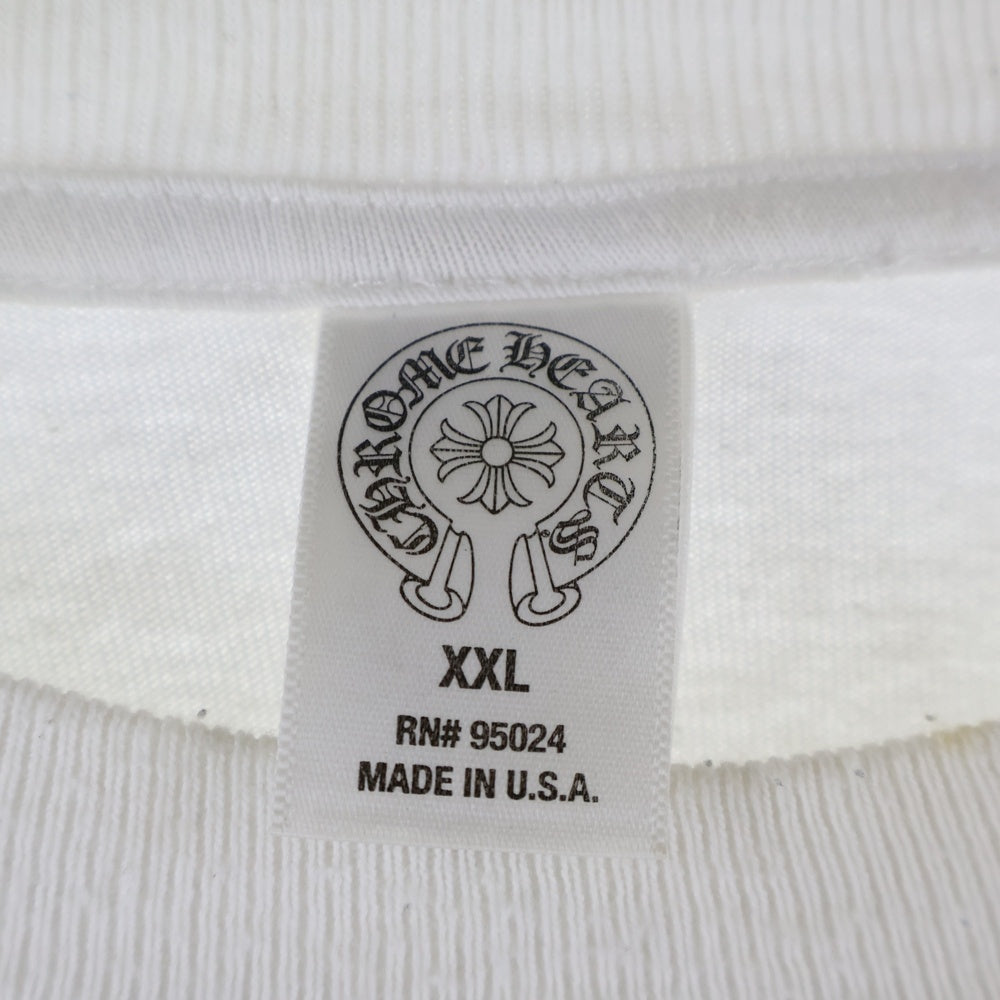 CHROME HEARTS
XXL
RN# 95024
MADE IN U.S.A.